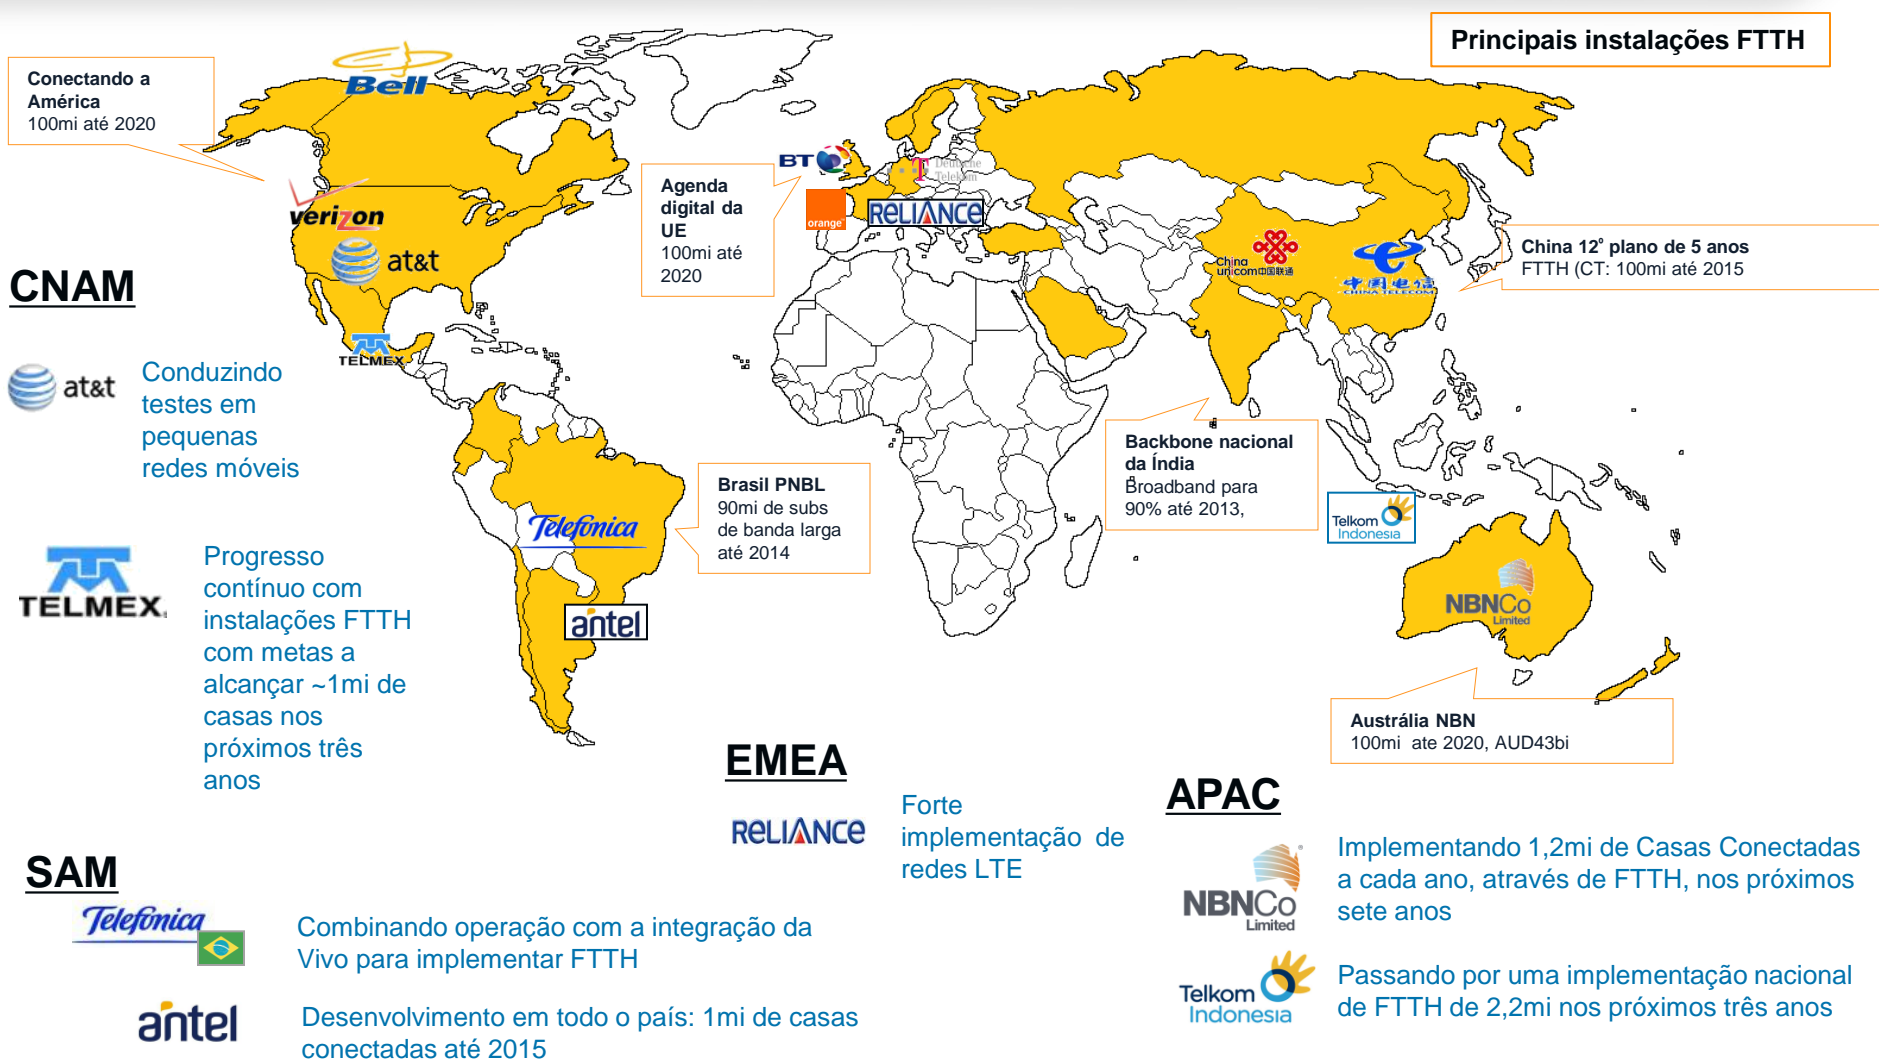 Principais instalações FTTH
Conectando a
América
100mi até 2020
Bell
verizon
at&t
TELMEX
BT
Agenda
digital da
UE
100mi até
2020
orange
Deutsche
Telekom
RELIANCE
China
unicom中国联通
中国电信
CHINA TELECOM
China 12º plano de 5 anos
FTTH (CT: 100mi até 2015
Backbone nacional
da Índia
Broadband para
90% até 2013,
Brasil PNBL
90mi de subs
de banda larga
até 2014
Telefónica
antel
Telkom
Indonesia
NBNCo
Limited
Austrália NBN
100mi ate 2020, AUD43bi
CNAM
at&t
Conduzindo
testes em
pequenas
redes móveis
TELMEX
Progresso
contínuo com
instalações FTTH
com metas a
alcançar ~1mi de
casas nos
próximos três
anos
SAM
Telefónica
Combinando operação com a integração da
Vivo para implementar FTTH
antel
Desenvolvimento em todo o país: 1mi de casas
conectadas até 2015
EMEA
RELIANCE
Forte
implementação de
redes LTE
APAC
NBNCo
Limited
Implementando 1,2mi de Casas Conectadas
a cada ano, através de FTTH, nos próximos
sete anos
Telkom
Indonesia
Passando por uma implementação nacional
de FTTH de 2,2mi nos próximos três anos